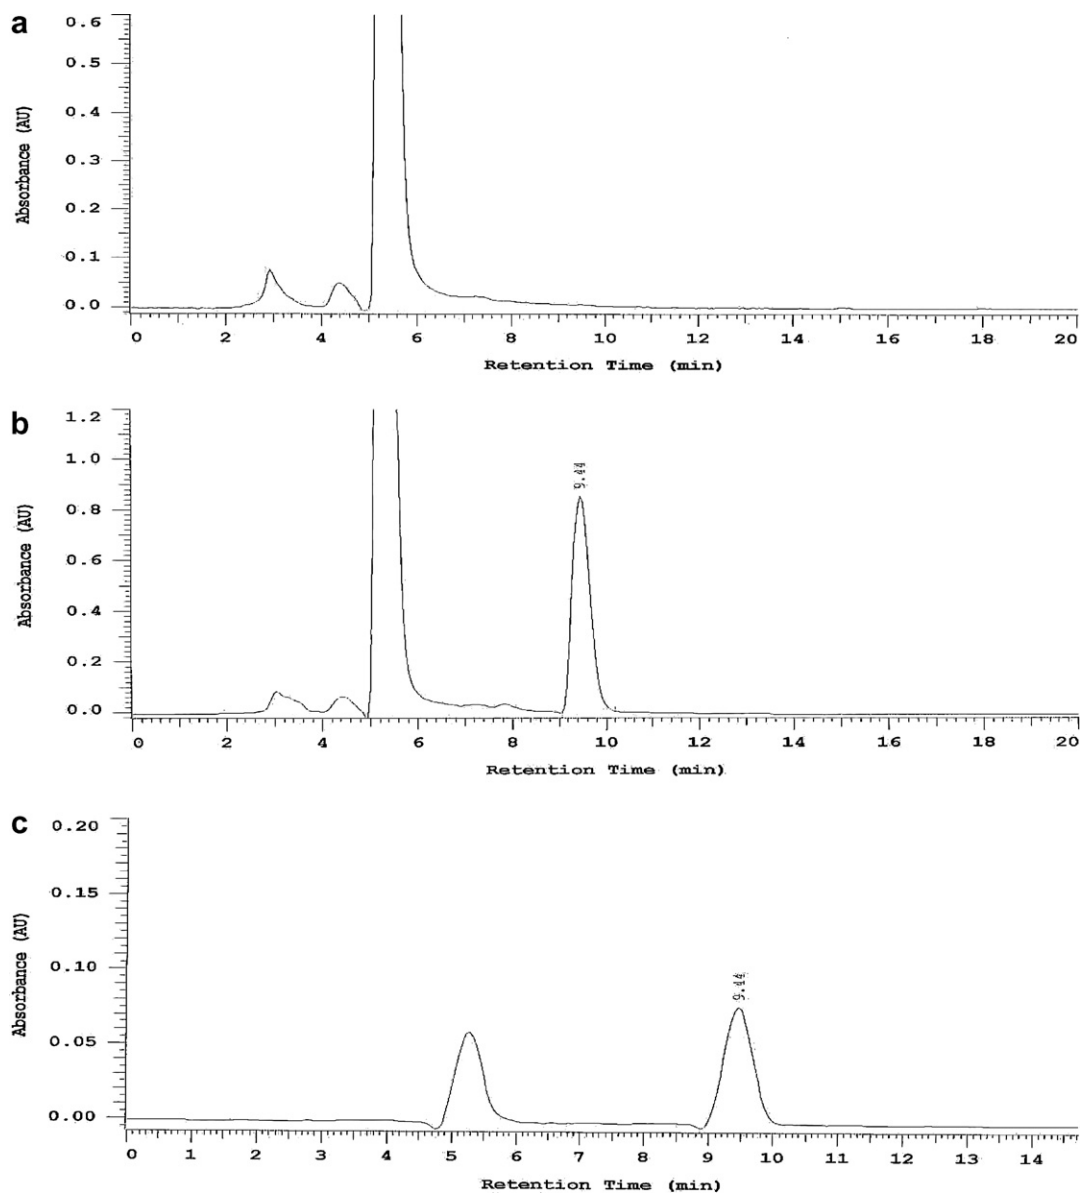 a
Absorbance (AU)
0.6
0.5
0.4
0.3
0.2
0.1
0.0
0 2 4 6 8 10 12 14 16 18 20
Retention Time (min)
b
Absorbance (AU)
1.2
1.0
0.8
0.6
0.4
0.2
0.0
9.44
0 2 4 6 8 10 12 14 16 18 20
Retention Time (min)
c
Absorbance (AU)
0.20
0.15
0.10
0.05
0.00
9.44
0 1 2 3 4 5 6 7 8 9 10 11 12 13 14
Retention Time (min)